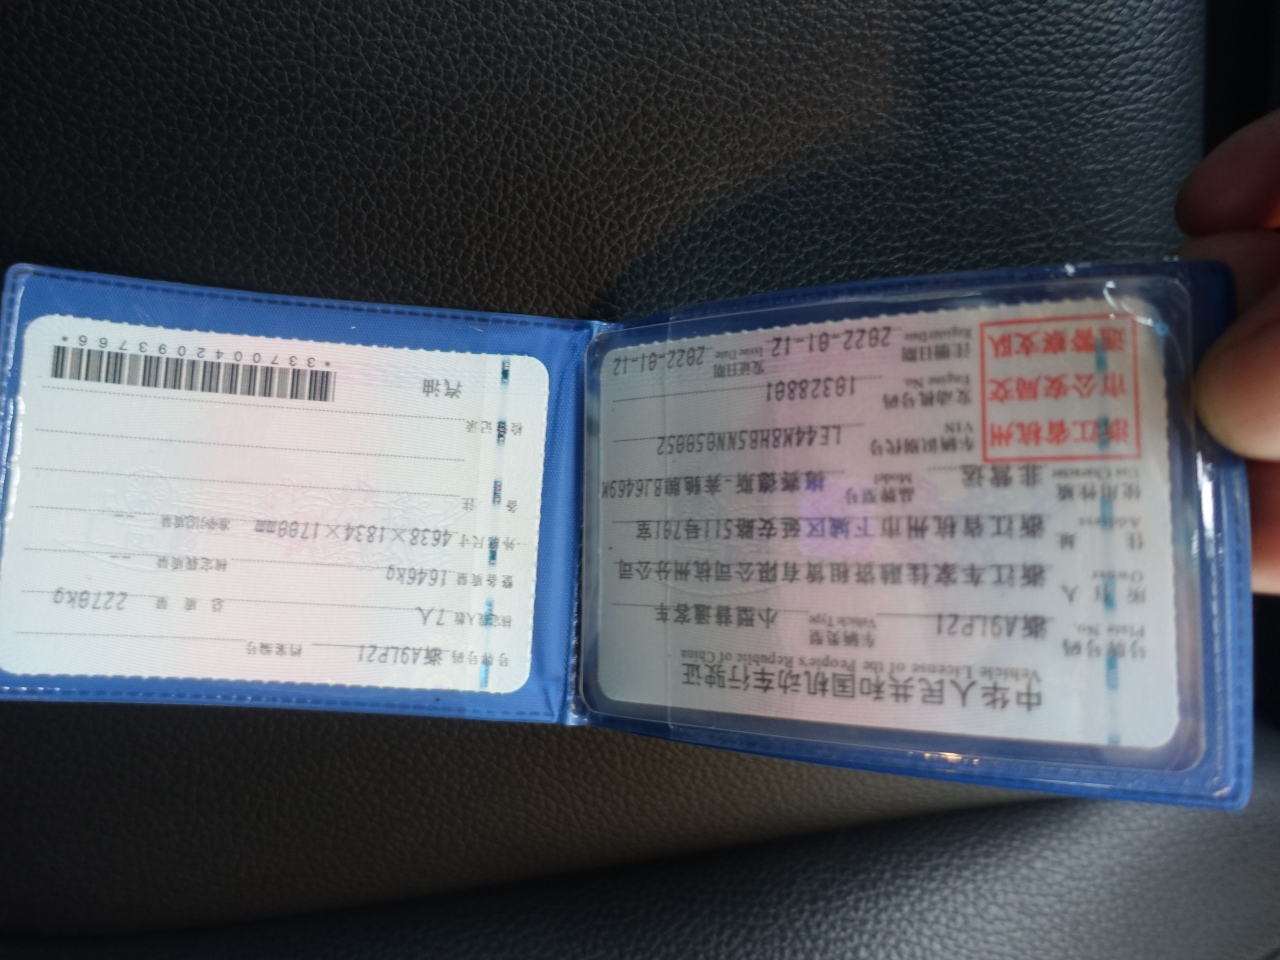 中华人民共和国机动车行驶证
Vehicle License of the People's Republic of China
号牌号码 浙A9LPZ1 车辆类型 小型普通客车
Plate No. Vehicle Type
所有人 浙江车家佳融资租赁有限公司杭州分公司
Owner
住址 浙江省杭州市下城区延安路511号701室
Address
使用性质 非营运 品牌型号 梅赛德斯-奔驰牌BJ6469M
Use Character Model
浙江省杭州
市公安局交
通警察支队
车辆识别代号 LE44M8HB5NN050052
VIN
发动机号码 10328801
Engine No.
注册日期 2022-01-12 发证日期 2022-01-12
Register Date Issue Date
号牌号码 浙A9LPZ1 档案编号
核定载人数 7人 总质量 2270kg
整备质量 1646kg 核定载质量 --
外廓尺寸 4638×1834×1700mm 准牵引总质量 --
备注
检验记录
汽油
*3370042093766*